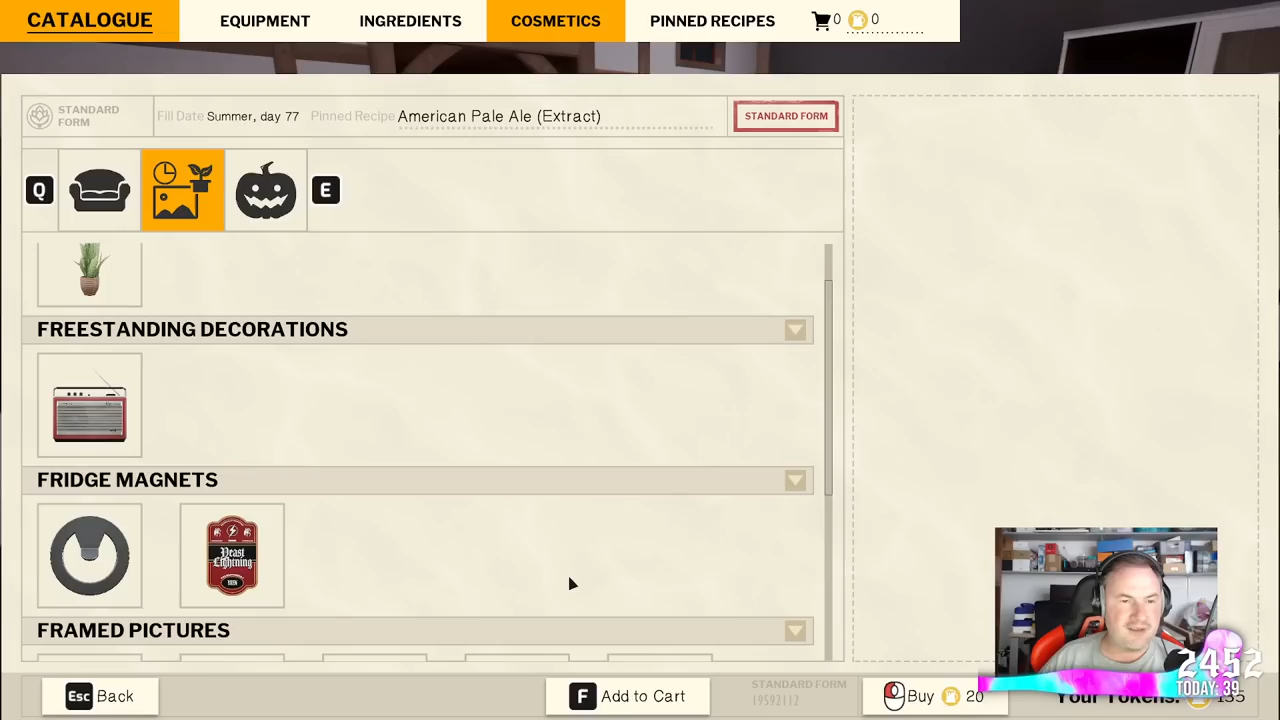 CATALOGUE EQUIPMENT INGREDIENTS COSMETICS PINNED RECIPES 0 0
STANDARD FORM Fill Date Summer, day 77 Pinned Recipe American Pale Ale (Extract) STANDARD FORM
Q E
FREESTANDING DECORATIONS
FRIDGE MAGNETS
Yeast
Lightning
FRAMED PICTURES
2452
TODAY: 39
Esc Back F Add to Cart STANDARD FORM
19592112 Buy 20 Your Tokens: